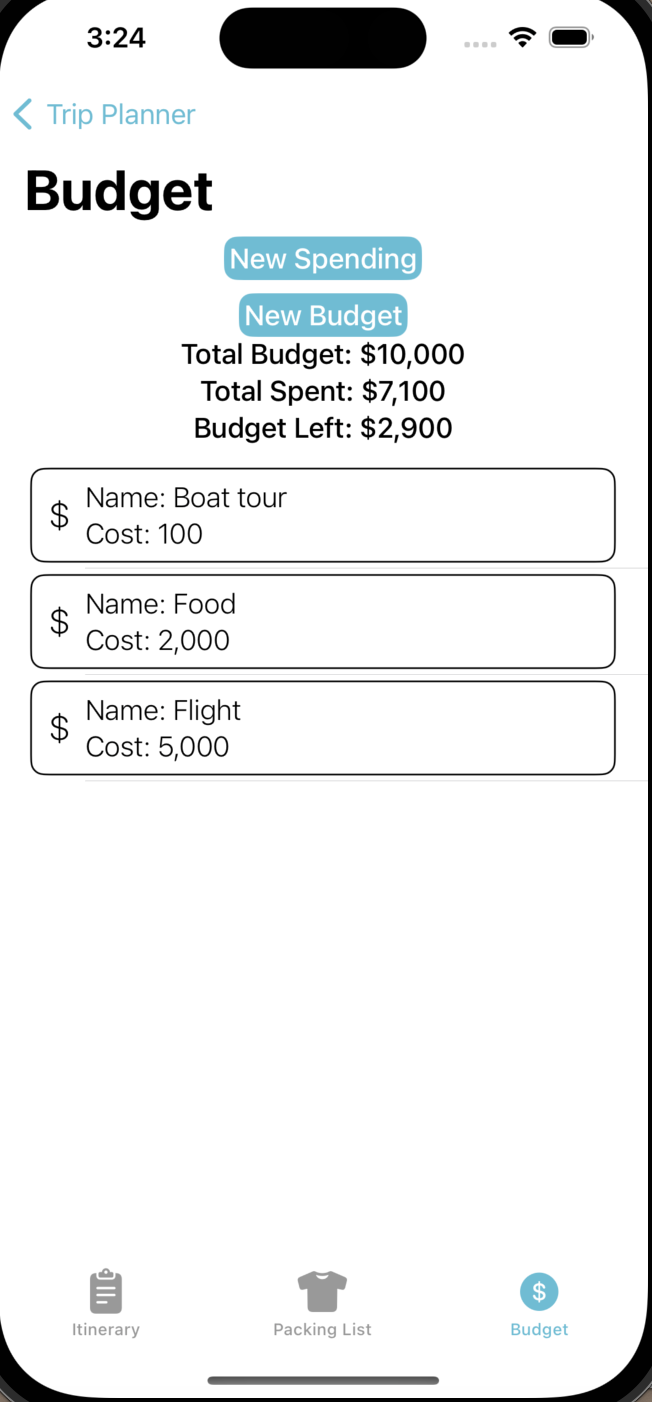 3:24
Trip Planner
Budget
New Spending
New Budget
Total Budget: $10,000
Total Spent: $7,100
Budget Left: $2,900
$
Name: Boat tour
Cost: 100
$
Name: Food
Cost: 2,000
$
Name: Flight
Cost: 5,000
$
Itinerary
Packing List
Budget